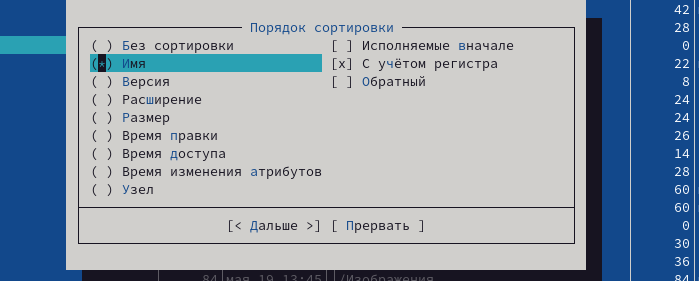 Порядок сортировки
( ) Без сортировки [ ] Исполняемые вначале
(*) Имя [x] С учётом регистра
( ) Версия [ ] Обратный
( ) Расширение
( ) Размер
( ) Время правки
( ) Время доступа
( ) Время изменения атрибутов
( ) Узел
[< Дальше >] [ Прервать ]
84 мая 19 13:45 /Изображения
42
28
0
22
8
24
24
26
14
28
60
60
0
30
36
84